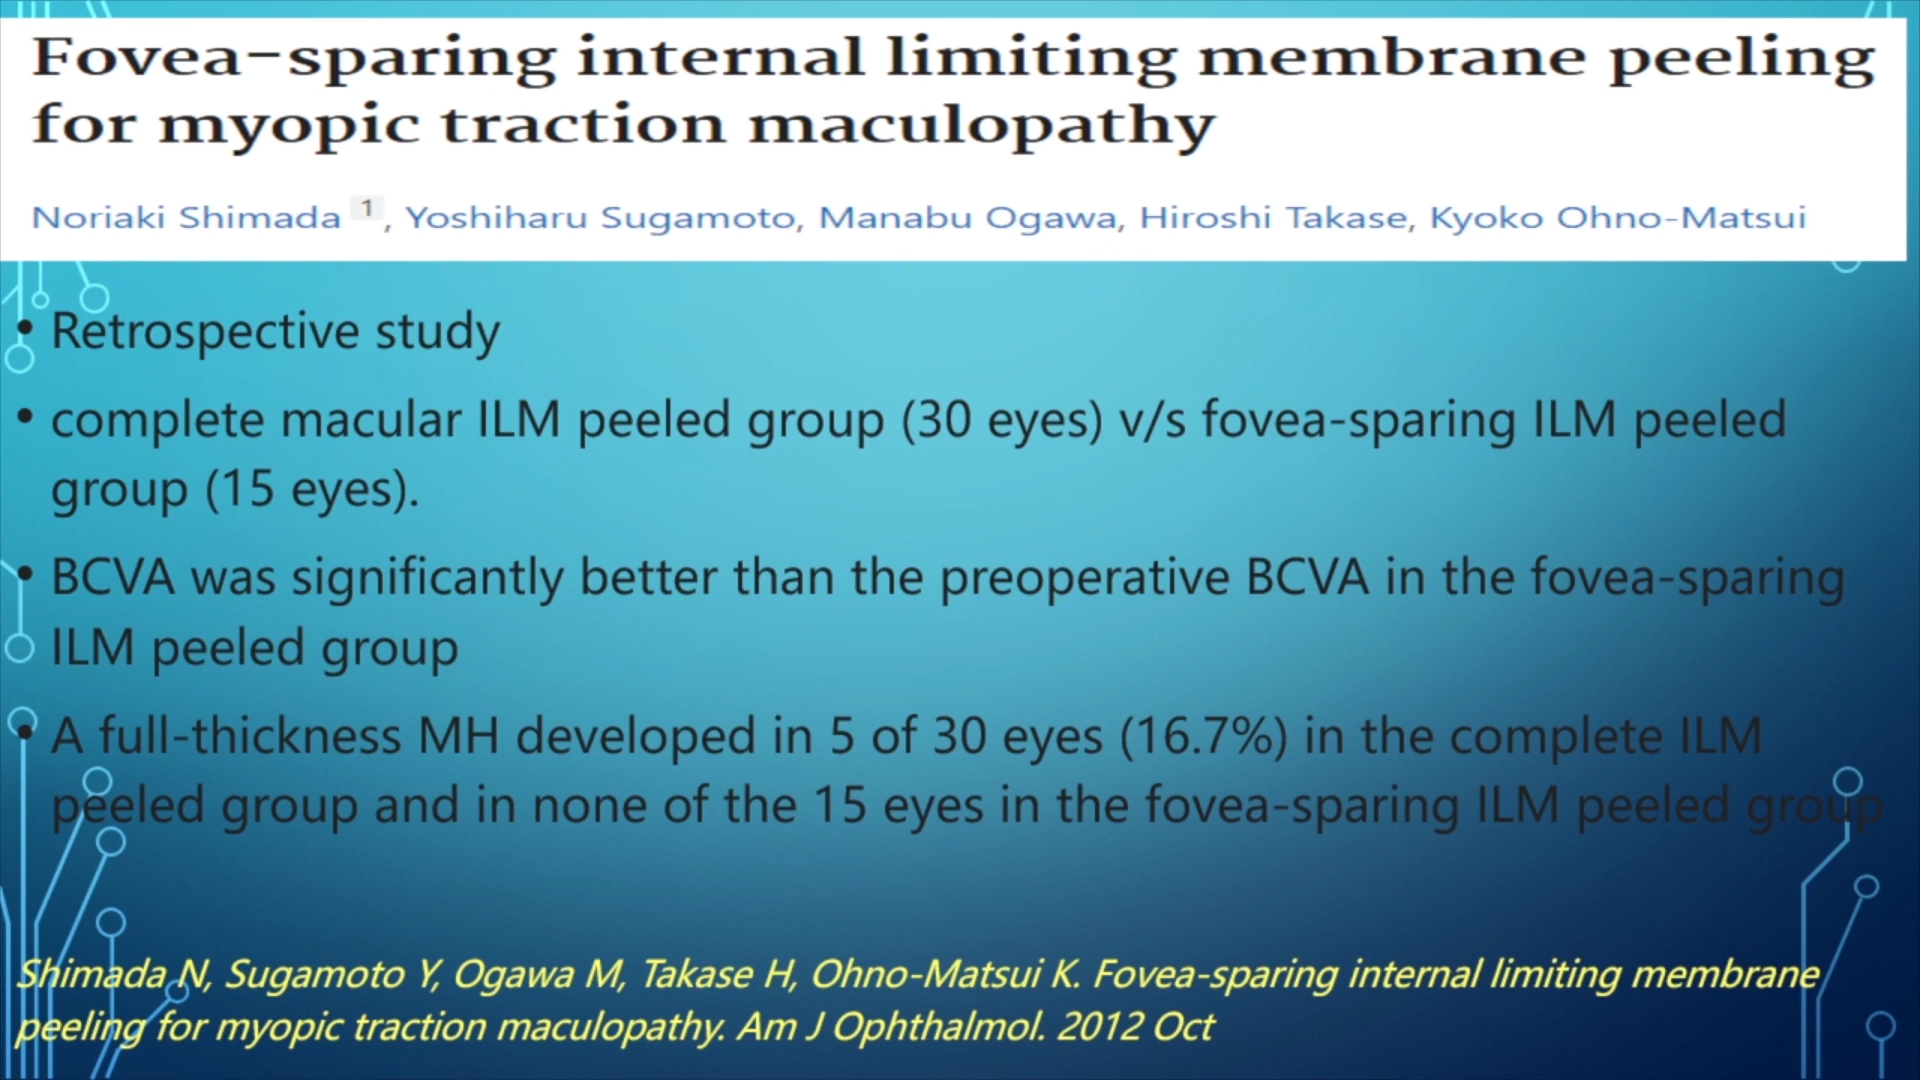 Fovea-sparing internal limiting membrane peeling
for myopic traction maculopathy
Noriaki Shimada 1, Yoshiharu Sugamoto, Manabu Ogawa, Hiroshi Takase, Kyoko Ohno-Matsui
• Retrospective study
• complete macular ILM peeled group (30 eyes) v/s fovea-sparing ILM peeled
group (15 eyes).
• BCVA was significantly better than the preoperative BCVA in the fovea-sparing
ILM peeled group
• A full-thickness MH developed in 5 of 30 eyes (16.7%) in the complete ILM
peeled group and in none of the 15 eyes in the fovea-sparing ILM peeled group
Shimada N, Sugamoto Y, Ogawa M, Takase H, Ohno-Matsui K. Fovea-sparing internal limiting membrane
peeling for myopic traction maculopathy. Am J Ophthalmol. 2012 Oct